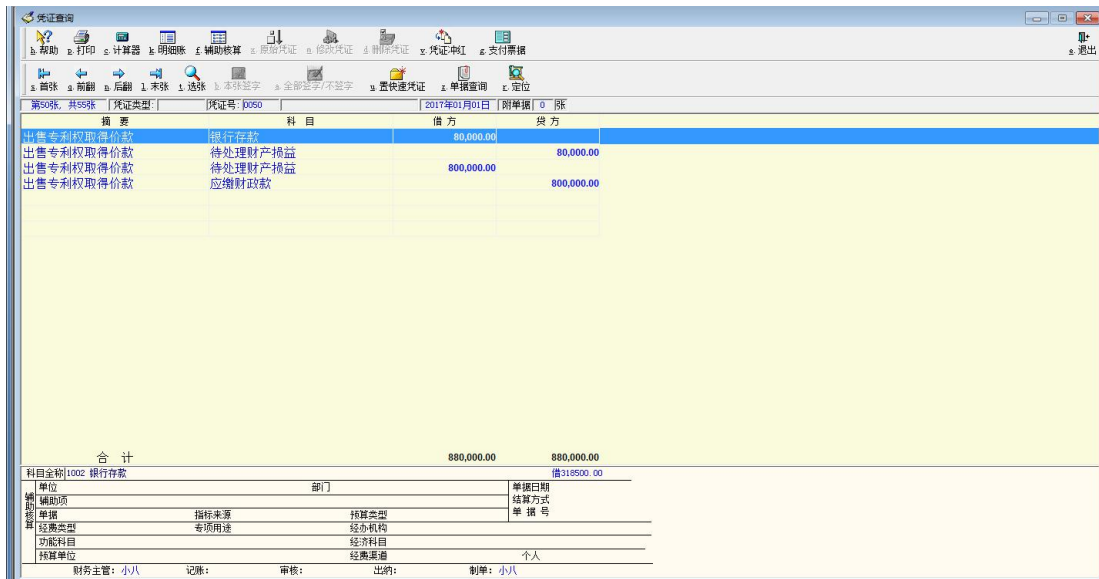 凭证查询
h.帮助 p.打印 c.计算器 k.明细账 f.辅助核算 原始凭证 修改凭证 d.删除凭证 v.凭证冲红 g.支付票据 e.退出
s.首张 前翻 n.后翻 l.末张 选张 本张签字 全部签字/不签字 置快速凭证 单据查询 定位
第50张, 共55张 凭证类型: 凭证号: 0050 2017年01月01日 附单据 0 张
摘 要 科 目 借 方 贷 方
出售专利权取得价款 银行存款 80,000.00
出售专利权取得价款 待处理财产损益 80,000.00
出售专利权取得价款 待处理财产损益 800,000.00
出售专利权取得价款 应缴财政款 800,000.00
合 计 880,000.00 880,000.00
科目全称 1002 银行存款 借318500.00
辅助核算
单位 部门 单据日期
辅助项 结算方式
单据 指标来源 预算类型 单 据 号
经费类型 专项用途 经办机构
功能科目 经济科目
预算单位 经费渠道 个人
财务主管: 小八 记账: 审核: 出纳: 制单: 小八